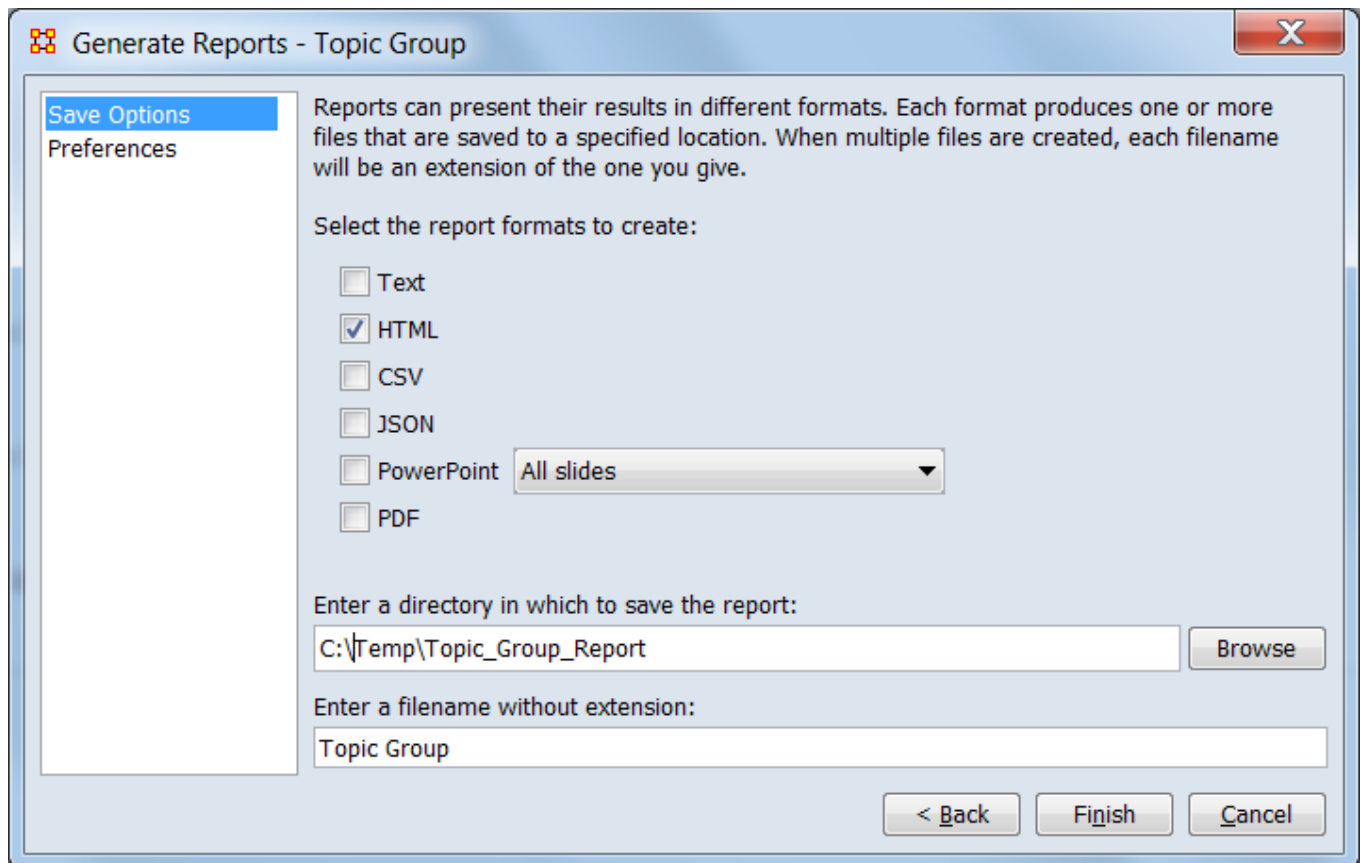 Generate Reports - Topic Group
X
Save Options
Preferences
Reports can present their results in different formats. Each format produces one or more
files that are saved to a specified location. When multiple files are created, each filename
will be an extension of the one you give.
Select the report formats to create:
Text
HTML
CSV
JSON
PowerPoint All slides
PDF
Enter a directory in which to save the report:
C:\Temp\Topic_Group_Report Browse
Enter a filename without extension:
Topic Group
< Back Finish Cancel